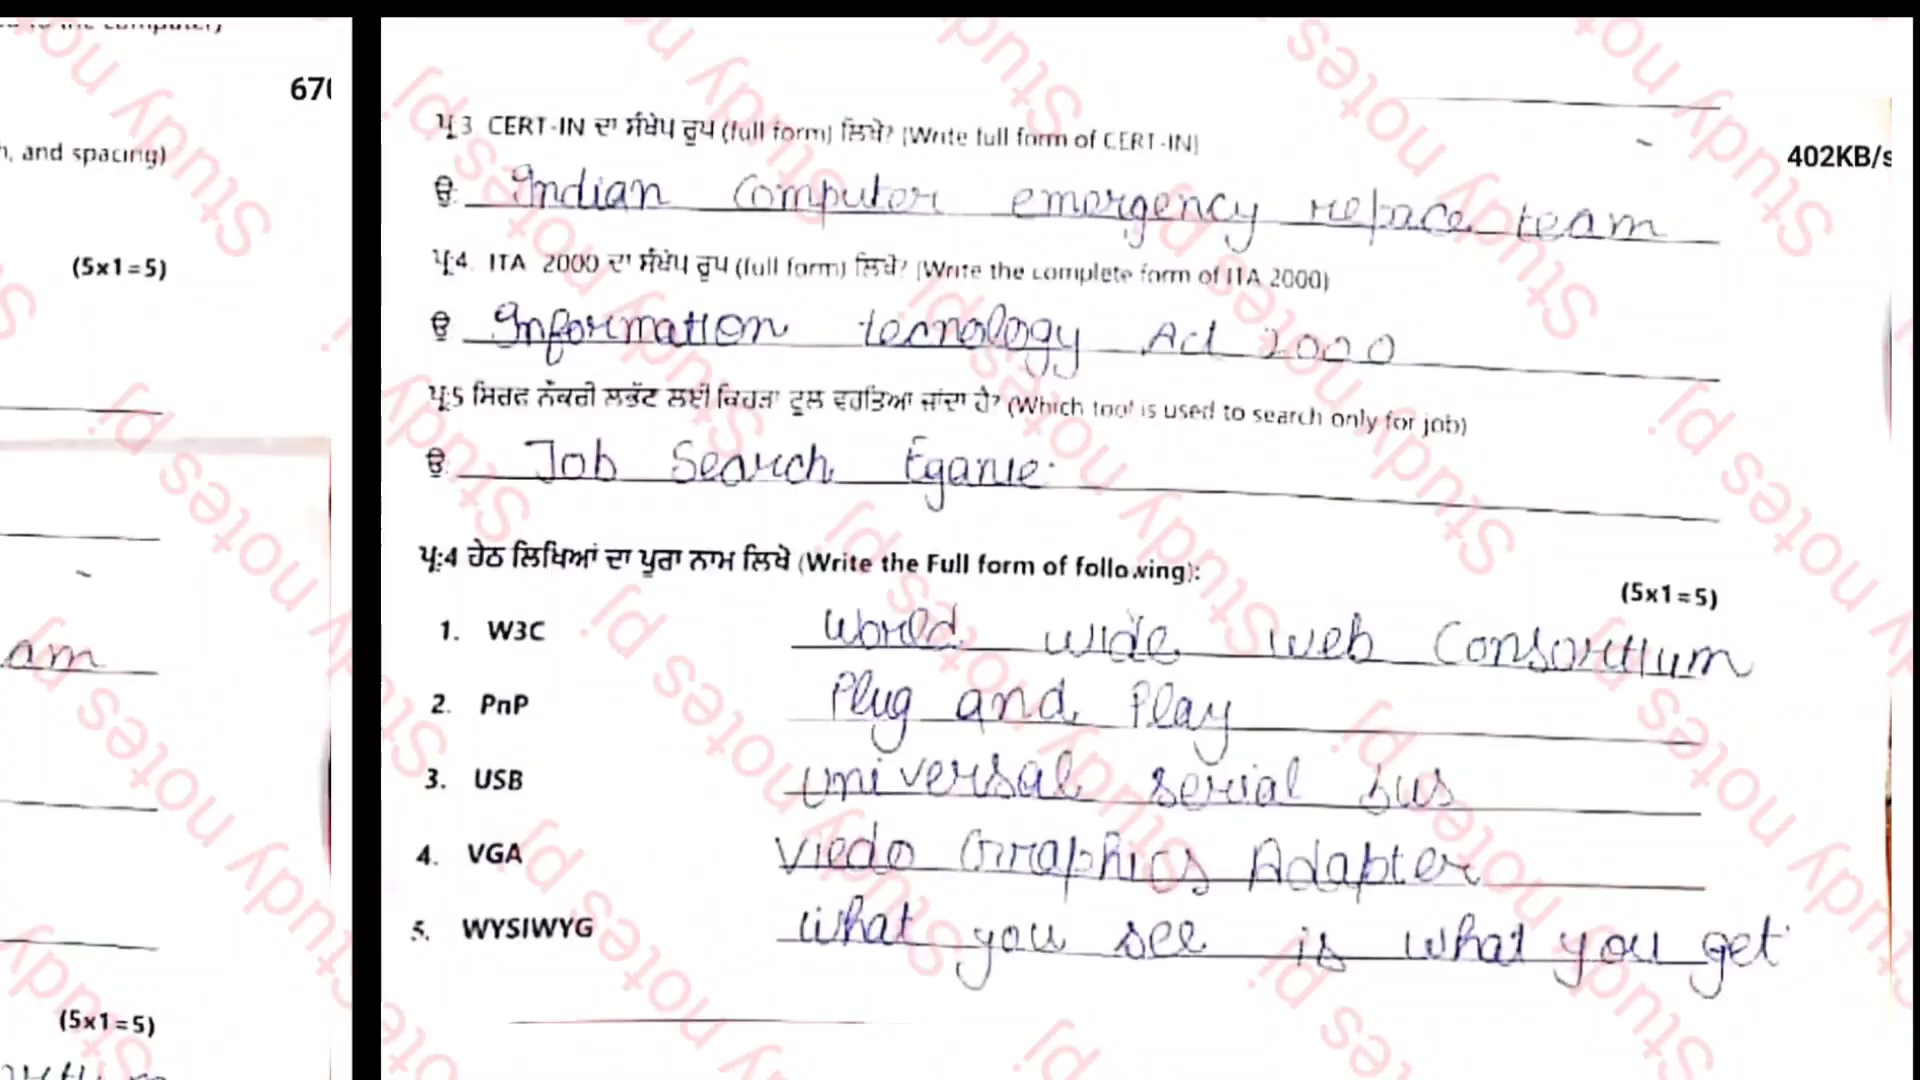 670
h, and spacing)
(5x1=5)
am
(5x1=5)
402KB/s
ਪ੍ਰ:3 CERT-IN ਦਾ ਸੰਖੇਪ ਰੂਪ (full form) ਲਿਖੋ? (Write full form of CERT-IN)
ਉ: Indian Computer emergency repace team
ਪ੍ਰ:4. ITA 2000 ਦਾ ਸੰਖੇਪ ਰੂਪ (full form) ਲਿਖੋ? (Write the complete form of ITA 2000)
ਉ Information tecnology Act 2000
ਪ੍ਰ:5 ਸਿਰਫ ਨੌਕਰੀ ਲਭੱਣ ਲਈ ਕਿਹੜਾ ਟੂਲ ਵਰਤਿਆ ਜਾਂਦਾ ਹੈ? (Which tool is used to search only for job)
ਉ: Job Search Eganie.
ਪ੍ਰ:4 ਹੇਠ ਲਿਖਿਆਂ ਦਾ ਪੂਰਾ ਨਾਮ ਲਿਖੋ (Write the Full form of following):
(5x1=5)
1. W3C World wide web Consortium
2. PnP Plug and Play
3. USB universal serial bus
4. VGA Viedo Graphics Adapter
5. WYSIWYG what you see is what you get
Study notes pj